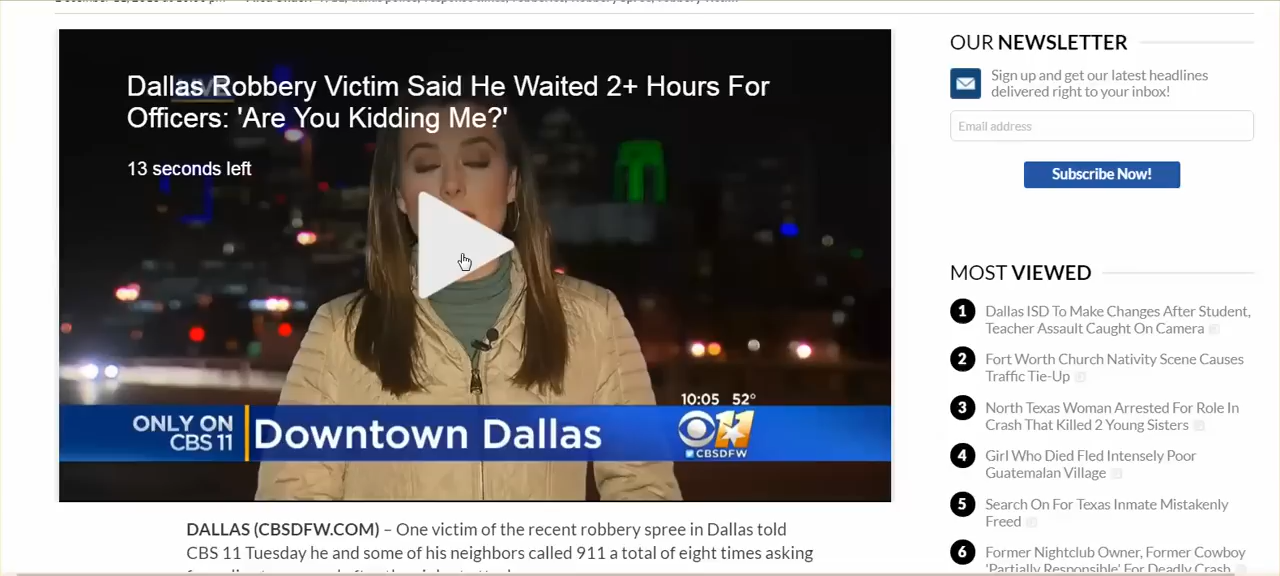 OUR NEWSLETTER
Sign up and get our latest headlines
delivered right to your inbox!
Email address
Subscribe Now!
Dallas Robbery Victim Said He Waited 2+ Hours For
Officers: 'Are You Kidding Me?'
13 seconds left
10:05 52°
ONLY ON
CBS 11
Downtown Dallas
11
CBSDFW
DALLAS (CBSDFW.COM) – One victim of the recent robbery spree in Dallas told
CBS 11 Tuesday he and some of his neighbors called 911 a total of eight times asking
MOST VIEWED
1 Dallas ISD To Make Changes After Student,
Teacher Assault Caught On Camera
2 Fort Worth Church Nativity Scene Causes
Traffic Tie-Up
3 North Texas Woman Arrested For Role In
Crash That Killed 2 Young Sisters
4 Girl Who Died Fled Intensely Poor
Guatemalan Village
5 Search On For Texas Inmate Mistakenly
Freed
6 Former Nightclub Owner, Former Cowboy
'Partially Responsible' For Deadly Crash